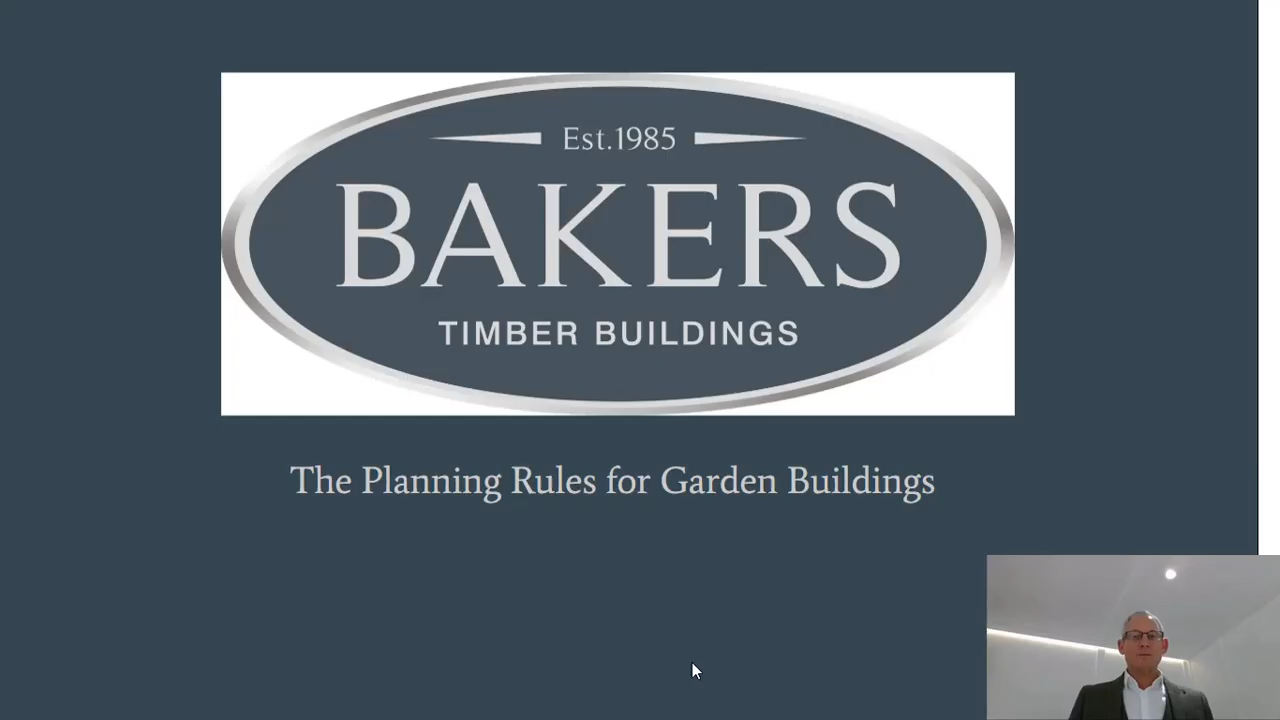 Est.1985
BAKERS
TIMBER BUILDINGS
The Planning Rules for Garden Buildings